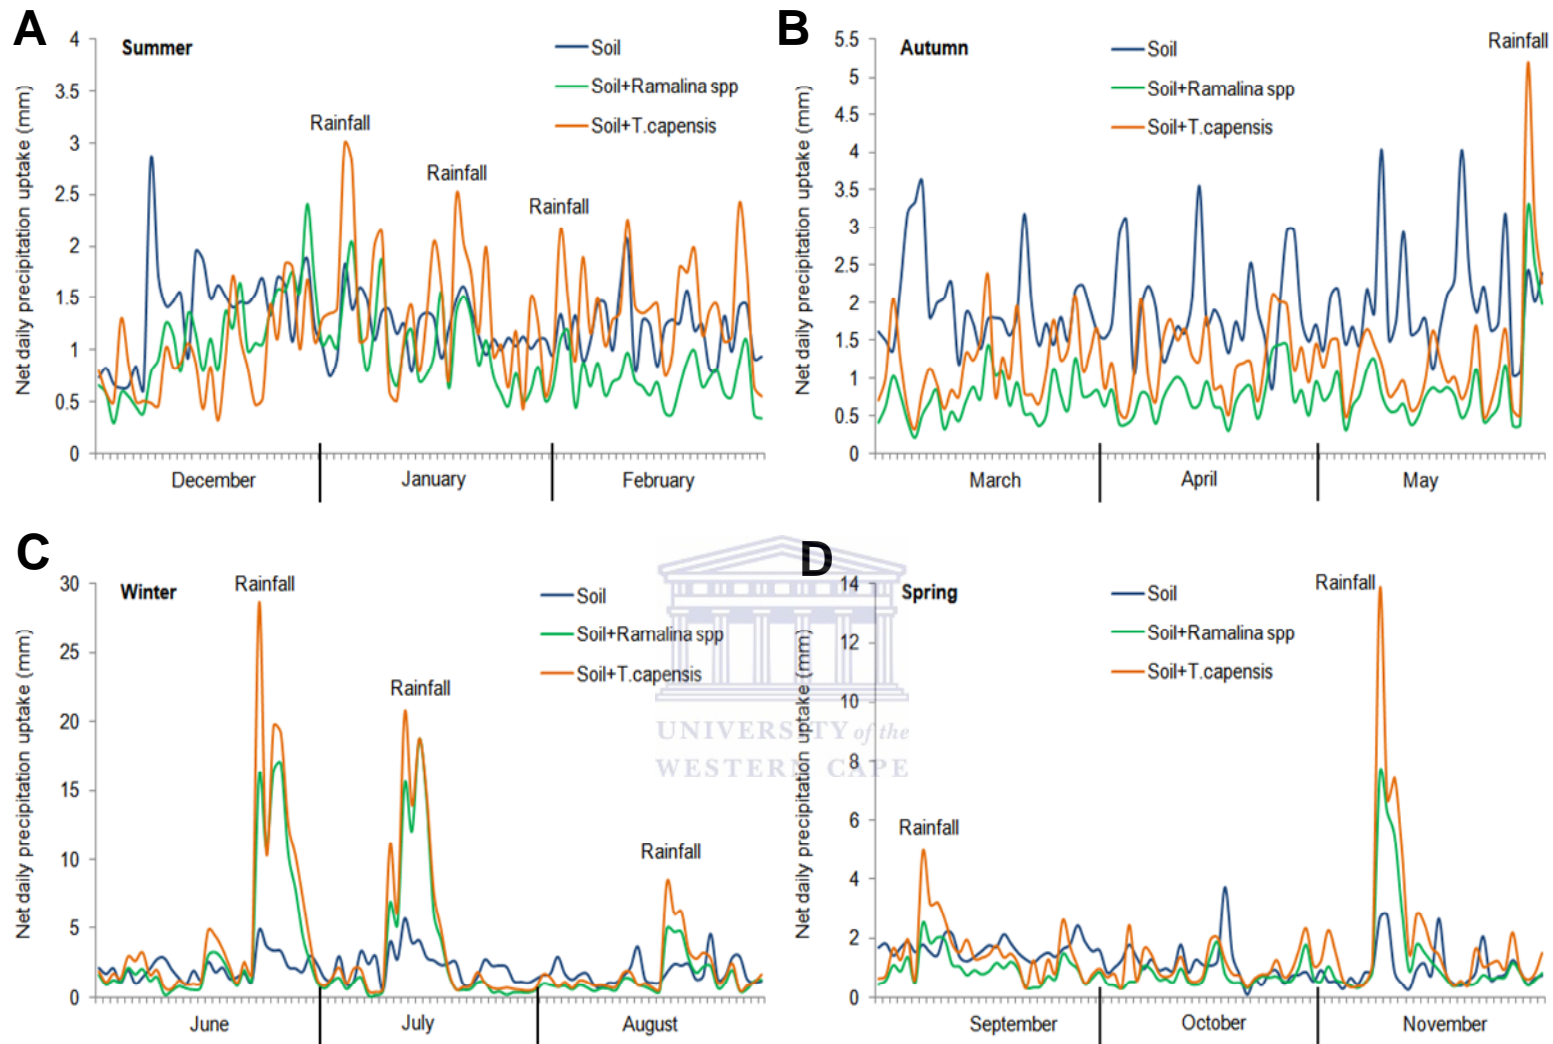 A
Summer
4
3.5
3
2.5
2
1.5
1
0.5
0
Net daily precipitation uptake (mm)
Soil
Soil+Ramalina spp
Soil+T.capensis
Rainfall
Rainfall
Rainfall
December
January
February
B
Autumn
5.5
5
4.5
4
3.5
3
2.5
2
1.5
1
0.5
0
Net daily precipitation uptake (mm)
Soil
Soil+Ramalina spp
Soil+T.capensis
Rainfall
March
April
May
C
Winter
30
25
20
15
10
5
0
Net daily precipitation uptake (mm)
Soil
Soil+Ramalina spp
Soil+T.capensis
Rainfall
Rainfall
Rainfall
June
July
August
UNIVERSITY of the
WESTERN CAPE
D
Spring
14
12
10
8
6
4
2
0
Net daily precipitation uptake (mm)
Soil
Soil+Ramalina spp
Soil+T.capensis
Rainfall
Rainfall
September
October
November